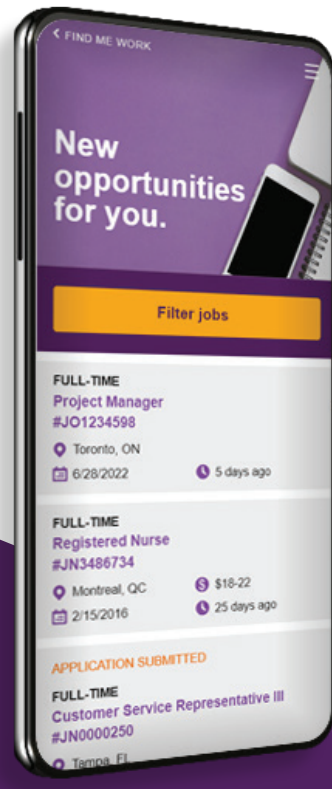 FIND ME WORK
New
opportunities
for you.
Filter jobs
FULL-TIME
Project Manager
#JO1234598
Toronto, ON
6/28/2022 5 days ago
FULL-TIME
Registered Nurse
#JN3486734
Montreal, QC $18-22
2/15/2016 25 days ago
APPLICATION SUBMITTED
FULL-TIME
Customer Service Representative III
#JN0000250
Tampa, FL